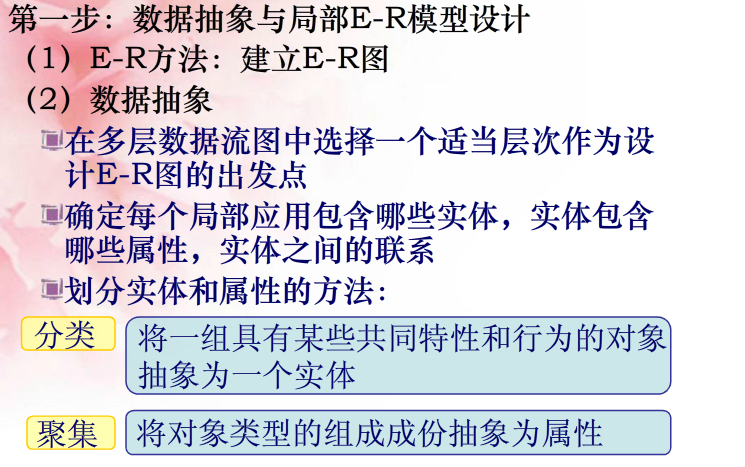 第一步：数据抽象与局部E-R模型设计
（1）E-R方法：建立E-R图
（2）数据抽象
在多层数据流图中选择一个适当层次作为设
计E-R图的出发点
确定每个局部应用包含哪些实体，实体包含
哪些属性，实体之间的联系
划分实体和属性的方法：
分类
将一组具有某些共同特性和行为的对象
抽象为一个实体
聚集
将对象类型的组成成份抽象为属性